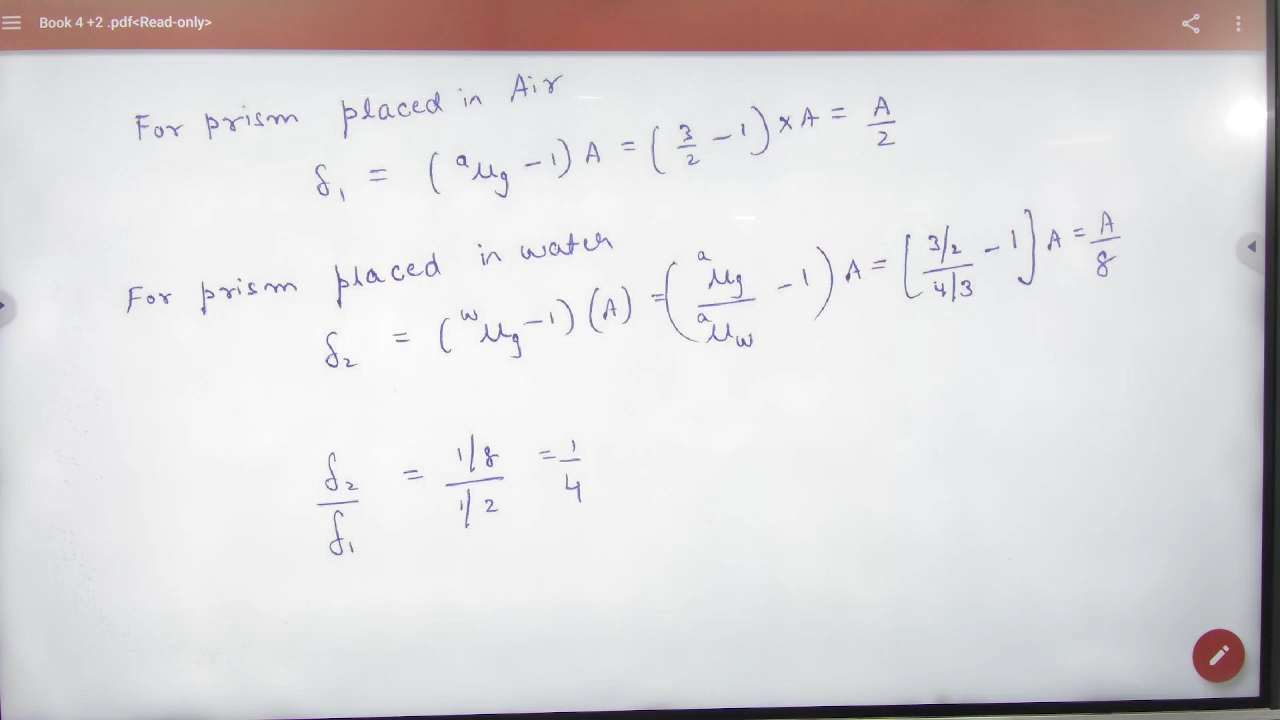 Book 4 +2 .pdf<Read-only>
For prism placed in Air
δ₁ = (ᵃμg − 1) A = (3/2 − 1) × A = A/2
For prism placed in water
δ₂ = (ʷμg − 1) (A) = (ᵃμg/ᵃμw − 1) A = [3/2 / 4/3 − 1] A = A/8
δ₂/δ₁ = 1/8 / 1/2 = 1/4